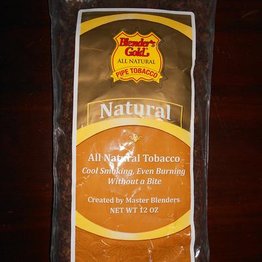 Blender's
Gold
ALL NATURAL
PIPE TOBACCO
Natural
All Natural Tobacco
Cool Smoking, Even Burning
Without a Bite
Created by Master Blenders
NET WT 12 OZ